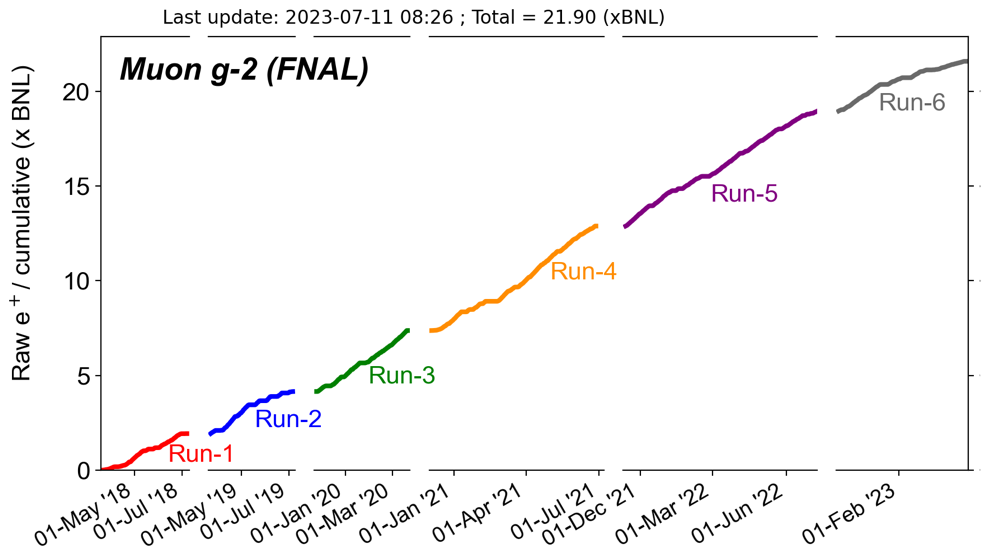 Last update: 2023-07-11 08:26 ; Total = 21.90 (xBNL)
Muon g-2 (FNAL)
Raw e⁺ / cumulative (x BNL)
20
15
10
5
0
Run-1
Run-2
Run-3
Run-4
Run-5
Run-6
01-May '18
01-Jul '18
01-May '19
01-Jul '19
01-Jan '20
01-Mar '20
01-Jan '21
01-Apr '21
01-Jul '21
01-Dec '21
01-Mar '22
01-Jun '22
01-Feb '23